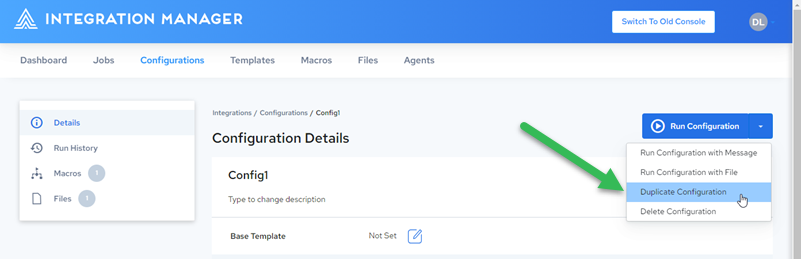 INTEGRATION MANAGER
Switch To Old Console
DL
Dashboard Jobs Configurations Templates Macros Files Agents
Details
Run History
Macros 1
Files 1
Integrations / Configurations / Config1
Configuration Details
Run Configuration
Run Configuration with Message
Run Configuration with File
Duplicate Configuration
Delete Configuration
Config1
Type to change description
Base Template Not Set